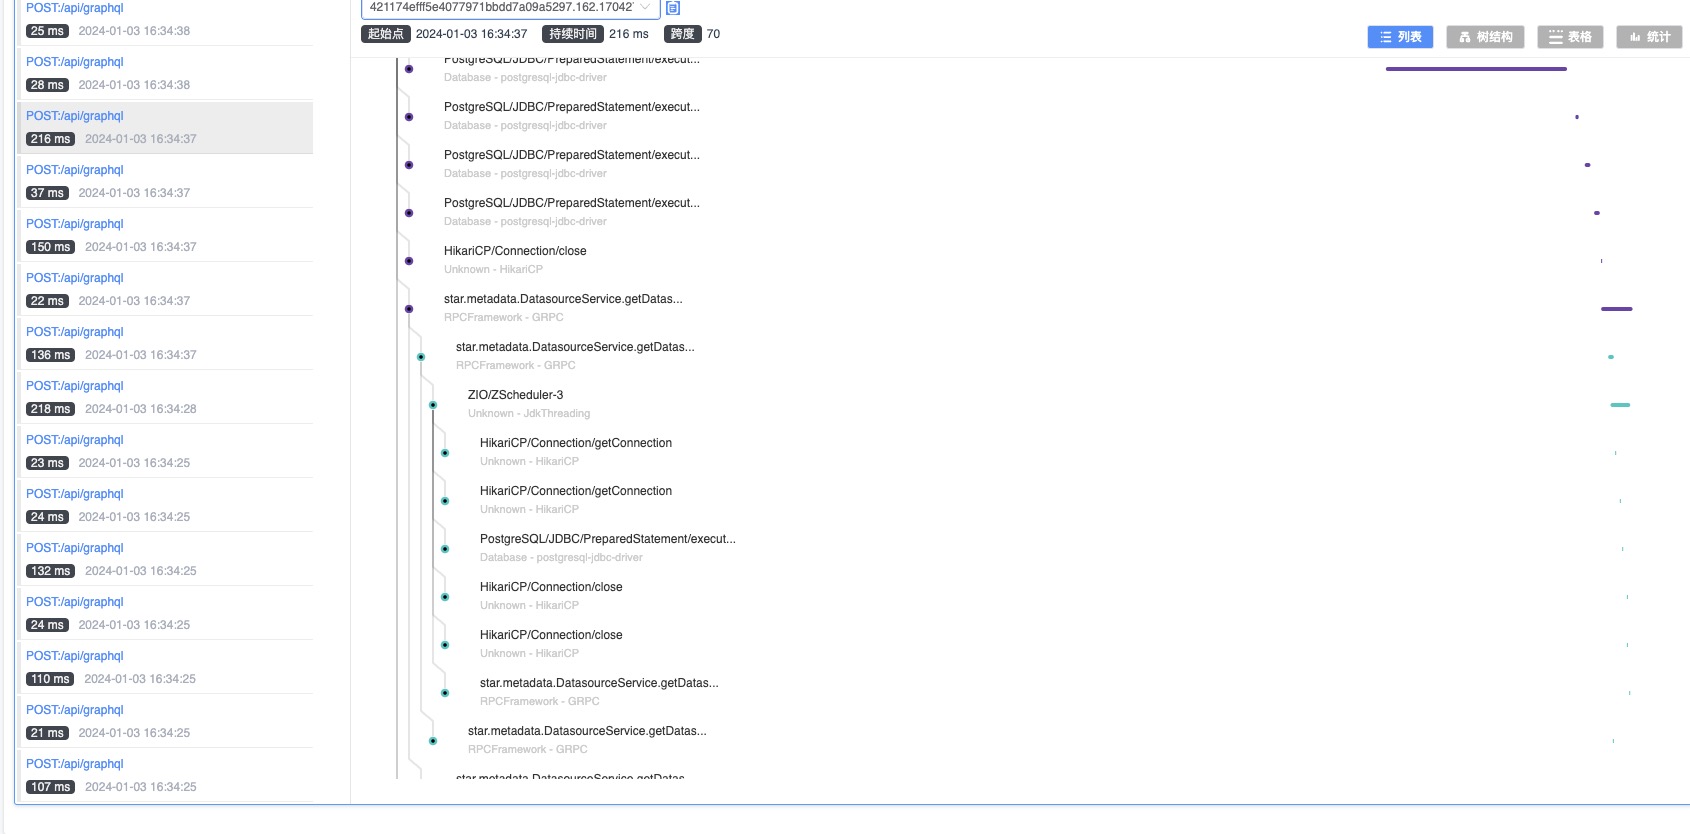 POST:/api/graphql
25 ms 2024-01-03 16:34:38
POST:/api/graphql
28 ms 2024-01-03 16:34:38
POST:/api/graphql
216 ms 2024-01-03 16:34:37
POST:/api/graphql
37 ms 2024-01-03 16:34:37
POST:/api/graphql
150 ms 2024-01-03 16:34:37
POST:/api/graphql
22 ms 2024-01-03 16:34:37
POST:/api/graphql
136 ms 2024-01-03 16:34:37
POST:/api/graphql
218 ms 2024-01-03 16:34:28
POST:/api/graphql
23 ms 2024-01-03 16:34:25
POST:/api/graphql
24 ms 2024-01-03 16:34:25
POST:/api/graphql
132 ms 2024-01-03 16:34:25
POST:/api/graphql
24 ms 2024-01-03 16:34:25
POST:/api/graphql
110 ms 2024-01-03 16:34:25
POST:/api/graphql
21 ms 2024-01-03 16:34:25
POST:/api/graphql
107 ms 2024-01-03 16:34:25
421174efff5e4077971bbdd7a09a5297.162.17042
起始点 2024-01-03 16:34:37 持续时间 216 ms 跨度 70
列表 树结构 表格 统计
PostgreSQL/JDBC/PreparedStatement/execut...
Database - postgresql-jdbc-driver
PostgreSQL/JDBC/PreparedStatement/execut...
Database - postgresql-jdbc-driver
PostgreSQL/JDBC/PreparedStatement/execut...
Database - postgresql-jdbc-driver
PostgreSQL/JDBC/PreparedStatement/execut...
Database - postgresql-jdbc-driver
HikariCP/Connection/close
Unknown - HikariCP
star.metadata.DatasourceService.getDatas...
RPCFramework - GRPC
star.metadata.DatasourceService.getDatas...
RPCFramework - GRPC
ZIO/ZScheduler-3
Unknown - JdkThreading
HikariCP/Connection/getConnection
Unknown - HikariCP
HikariCP/Connection/getConnection
Unknown - HikariCP
PostgreSQL/JDBC/PreparedStatement/execut...
Database - postgresql-jdbc-driver
HikariCP/Connection/close
Unknown - HikariCP
HikariCP/Connection/close
Unknown - HikariCP
star.metadata.DatasourceService.getDatas...
RPCFramework - GRPC
star.metadata.DatasourceService.getDatas...
RPCFramework - GRPC
star.metadata.DatasourceService.getDatas...